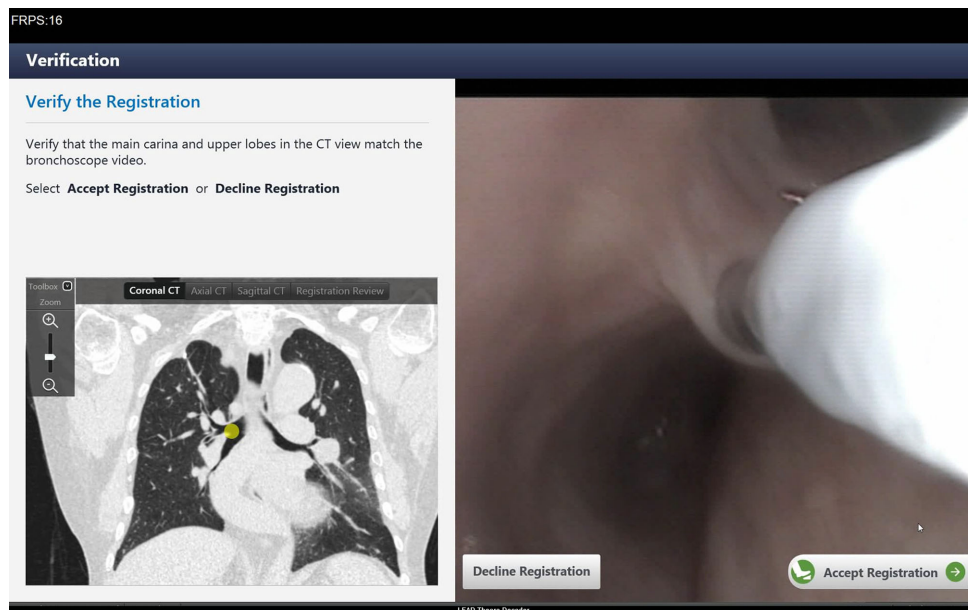 FRPS:16
Verification
Verify the Registration
Verify that the main carina and upper lobes in the CT view match the
bronchoscope video.
Select Accept Registration or Decline Registration
Toolbox
Zoom
Coronal CT Axial CT Sagittal CT Registration Review
Decline Registration
Accept Registration